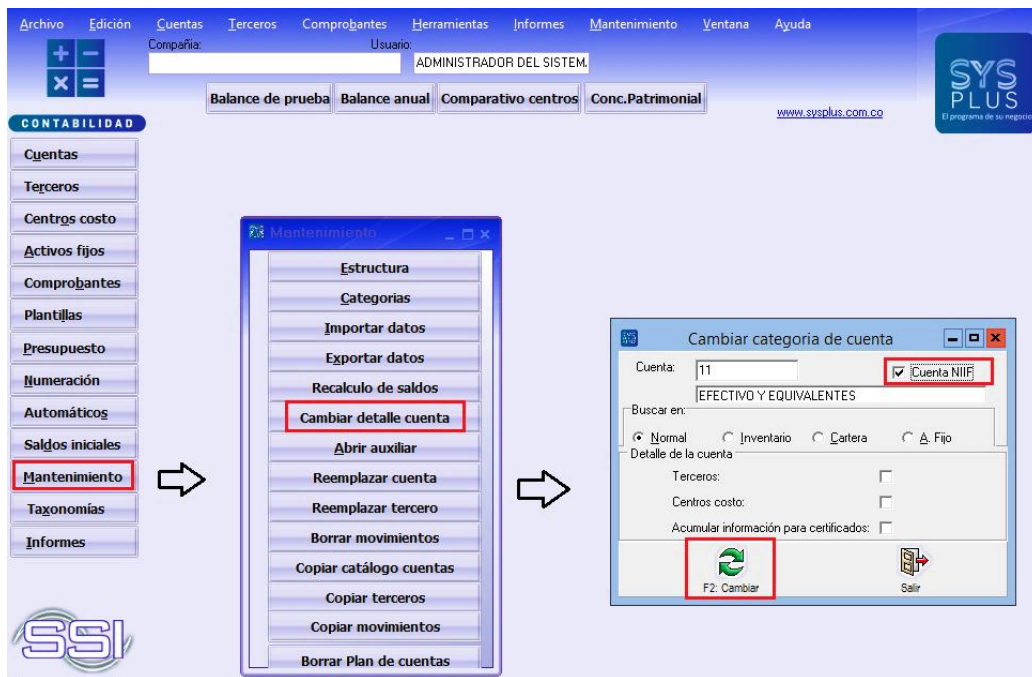 Archivo Edición Cuentas Terceros Comprobantes Herramientas Informes Mantenimiento Ventana Ayuda
Compañia: Usuario:
ADMINISTRADOR DEL SISTEM.
Balance de prueba Balance anual Comparativo centros Conc.Patrimonial
www.sysplus.com.co
SYS
PLUS
El programa de su negocio
CONTABILIDAD
Cuentas
Terceros
Centros costo
Activos fijos
Comprobantes
Plantillas
Presupuesto
Numeración
Automáticos
Saldos iniciales
Mantenimiento
Taxonomías
Informes
SSI
Mantenimiento
Estructura
Categorias
Importar datos
Exportar datos
Recalculo de saldos
Cambiar detalle cuenta
Abrir auxiliar
Reemplazar cuenta
Reemplazar tercero
Borrar movimientos
Copiar catálogo cuentas
Copiar terceros
Copiar movimientos
Borrar Plan de cuentas
Cambiar categoria de cuenta
Cuenta: 11 Cuenta NIIF
EFECTIVO Y EQUIVALENTES
Buscar en:
Normal Inventario Cartera A. Fijo
Detalle de la cuenta
Terceros:
Centros costo:
Acumular información para certificados:
F2: Cambiar Salir